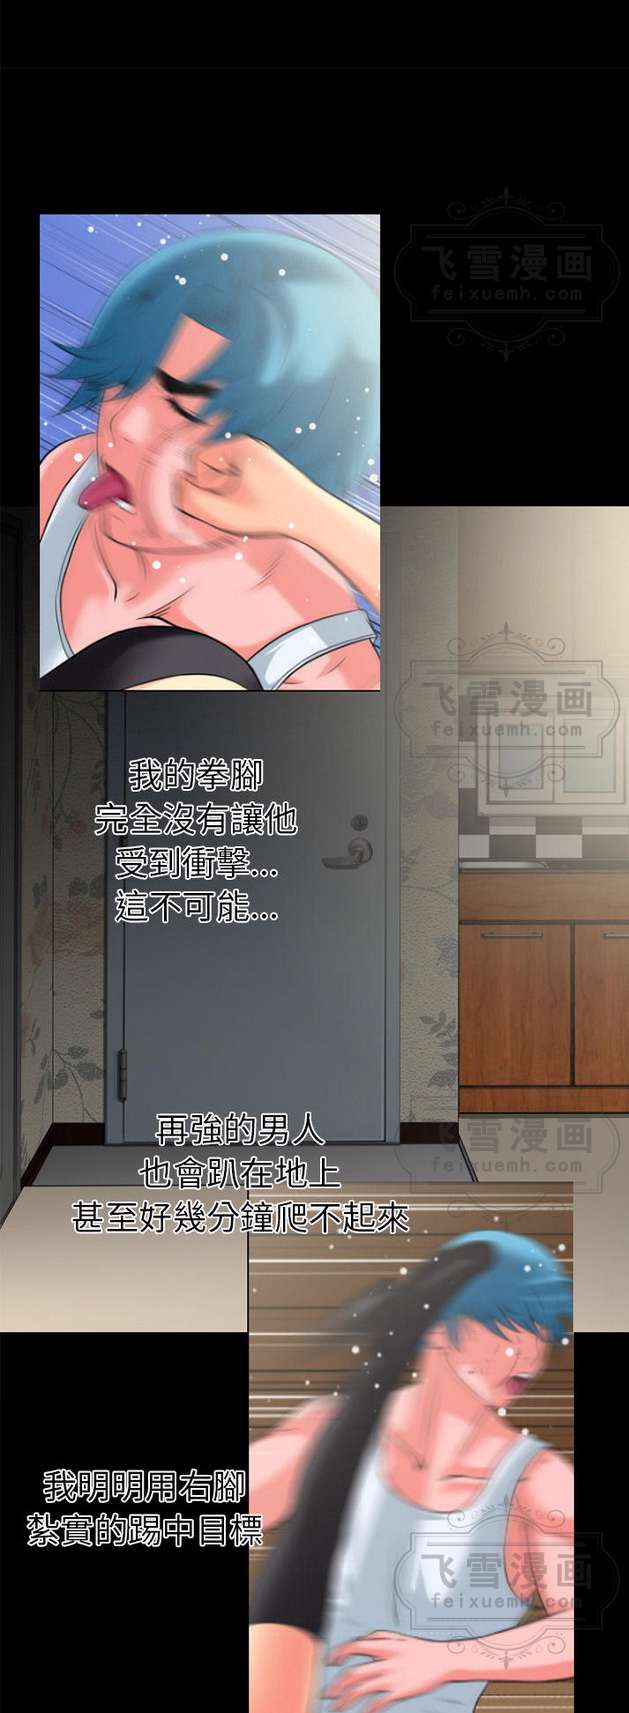 飞雪漫画
feixuemh.com
飞雪漫画
feixuemh.com
我的拳腳
完全沒有讓他
受到衝擊...
這不可能...
再強的男人
也會趴在地上
甚至好幾分鐘爬不起來
飞雪漫画
feixuemh.com
我明明用右腳
紮實的踢中目標
飞雪漫画
feixuemh.com